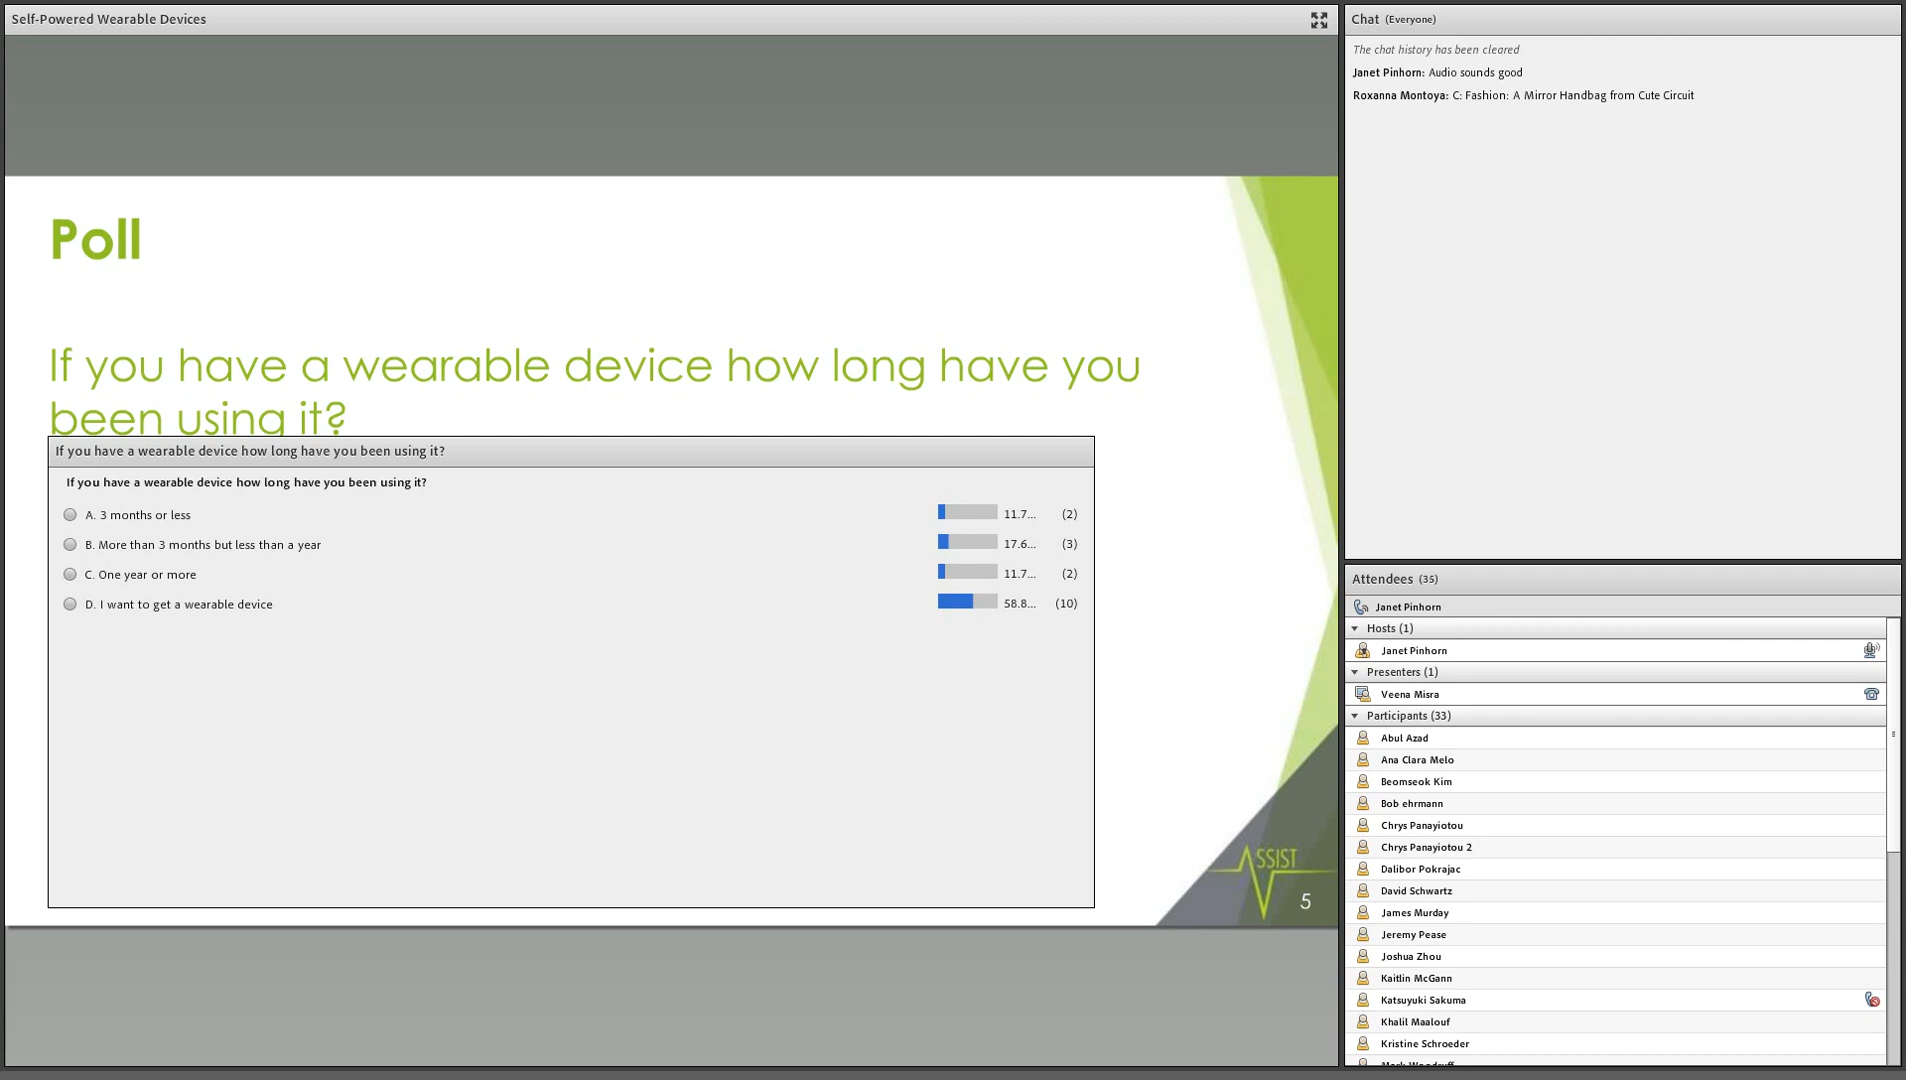 Self-Powered Wearable Devices
Poll
If you have a wearable device how long have you
been using it?
If you have a wearable device how long have you been using it?
If you have a wearable device how long have you been using it?
A. 3 months or less 11.7... (2)
B. More than 3 months but less than a year 17.6... (3)
C. One year or more 11.7... (2)
D. I want to get a wearable device 58.8... (10)
SSIST
5
Chat (Everyone)
The chat history has been cleared
Janet Pinhorn: Audio sounds good
Roxanna Montoya: C: Fashion: A Mirror Handbag from Cute Circuit
Attendees (35)
Janet Pinhorn
Hosts (1)
Janet Pinhorn
Presenters (1)
Veena Misra
Participants (33)
Abul Azad
Ana Clara Melo
Beomseok Kim
Bob ehrmann
Chrys Panayiotou
Chrys Panayiotou 2
Dalibor Pokrajac
David Schwartz
James Murday
Jeremy Pease
Joshua Zhou
Kaitlin McGann
Katsuyuki Sakuma
Khalil Maalouf
Kristine Schroeder